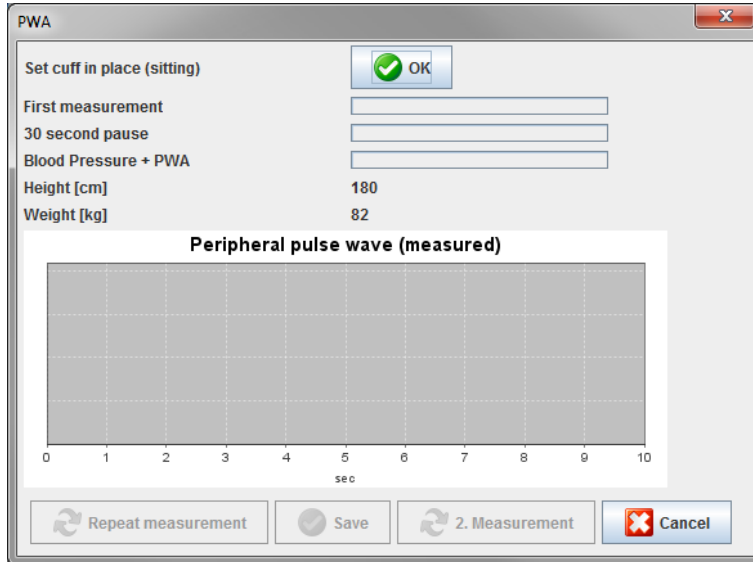 PWA
Set cuff in place (sitting) OK
First measurement
30 second pause
Blood Pressure + PWA
Height [cm] 180
Weight [kg] 82
Peripheral pulse wave (measured)
0 1 2 3 4 5 6 7 8 9 10
sec
Repeat measurement Save 2. Measurement Cancel